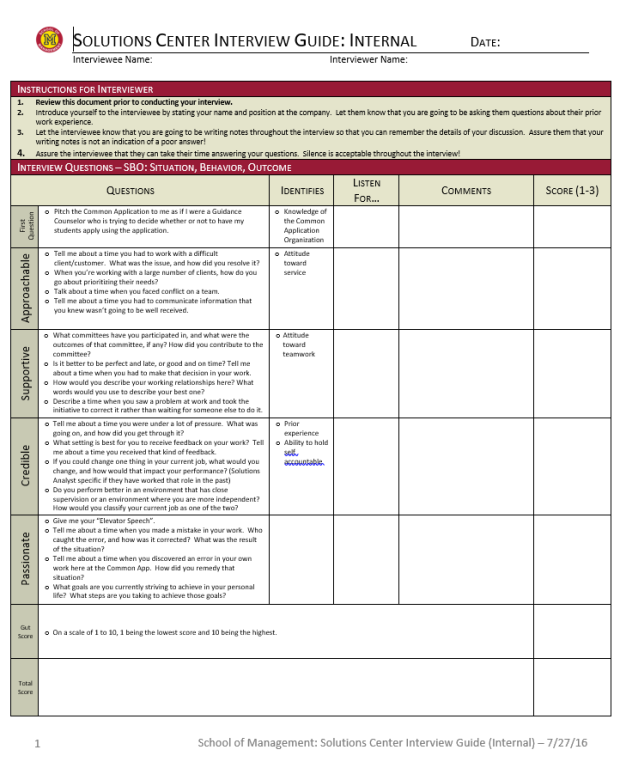 SOLUTIONS CENTER INTERVIEW GUIDE: INTERNAL DATE:
Interviewee Name: Interviewer Name:
INSTRUCTIONS FOR INTERVIEWER
1. Review this document prior to conducting your interview.
2. Introduce yourself to the interviewee by stating your name and position at the company. Let them know that you are going to be asking them questions about their prior
work experience.
3. Let the interviewee know that you are going to be writing notes throughout the interview so that you can remember the details of your discussion. Assure them that your
writing notes is not an indication of a poor answer!
4. Assure the interviewee that they can take their time answering your questions. Silence is acceptable throughout the interview!
INTERVIEW QUESTIONS – SBO: SITUATION, BEHAVIOR, OUTCOME
QUESTIONS
IDENTIFIES
LISTEN
FOR...
COMMENTS
SCORE (1-3)
First
Question
o Pitch the Common Application to me as if I were a Guidance
Counselor who is trying to decide whether or not to have my
students apply using the application.
o Knowledge of
the Common
Application
Organization
Approachable
o Tell me about a time you had to work with a difficult
client/customer. What was the issue, and how did you resolve it?
o When you're working with a large number of clients, how do you
go about prioritizing their needs?
o Talk about a time when you faced conflict on a team.
o Tell me about a time you had to communicate information that
you knew wasn't going to be well received.
o Attitude
toward
service
Supportive
o What committees have you participated in, and what were the
outcomes of that committee, if any? How did you contribute to the
committee?
o Is it better to be perfect and late, or good and on time? Tell me
about a time when you had to make that decision in your work.
o How would you describe your working relationships here? What
words would you use to describe your best one?
o Describe a time when you saw a problem at work and took the
initiative to correct it rather than waiting for someone else to do it.
o Attitude
toward
teamwork
Credible
o Tell me about a time you were under a lot of pressure. What was
going on, and how did you get through it?
o What setting is best for you to receive feedback on your work? Tell
me about a time you received that kind of feedback.
o If you could change one thing in your current job, what would you
change, and how would that impact your performance? (Solutions
Analyst specific if they have worked that role in the past)
o Do you perform better in an environment that has close
supervision or an environment where you are more independent?
How would you classify your current job as one of the two?
o Prior
experience
o Ability to hold
self
accountable
Passionate
o Give me your "Elevator Speech".
o Tell me about a time when you made a mistake in your work. Who
caught the error, and how was it corrected? What was the result
of the situation?
o Tell me about a time when you discovered an error in your own
work here at the Common App. How did you remedy that
situation?
o What goals are you currently striving to achieve in your personal
life? What steps are you taking to achieve those goals?
Gut
Score
o On a scale of 1 to 10, 1 being the lowest score and 10 being the highest.
Total
Score
1 School of Management: Solutions Center Interview Guide (Internal) – 7/27/16